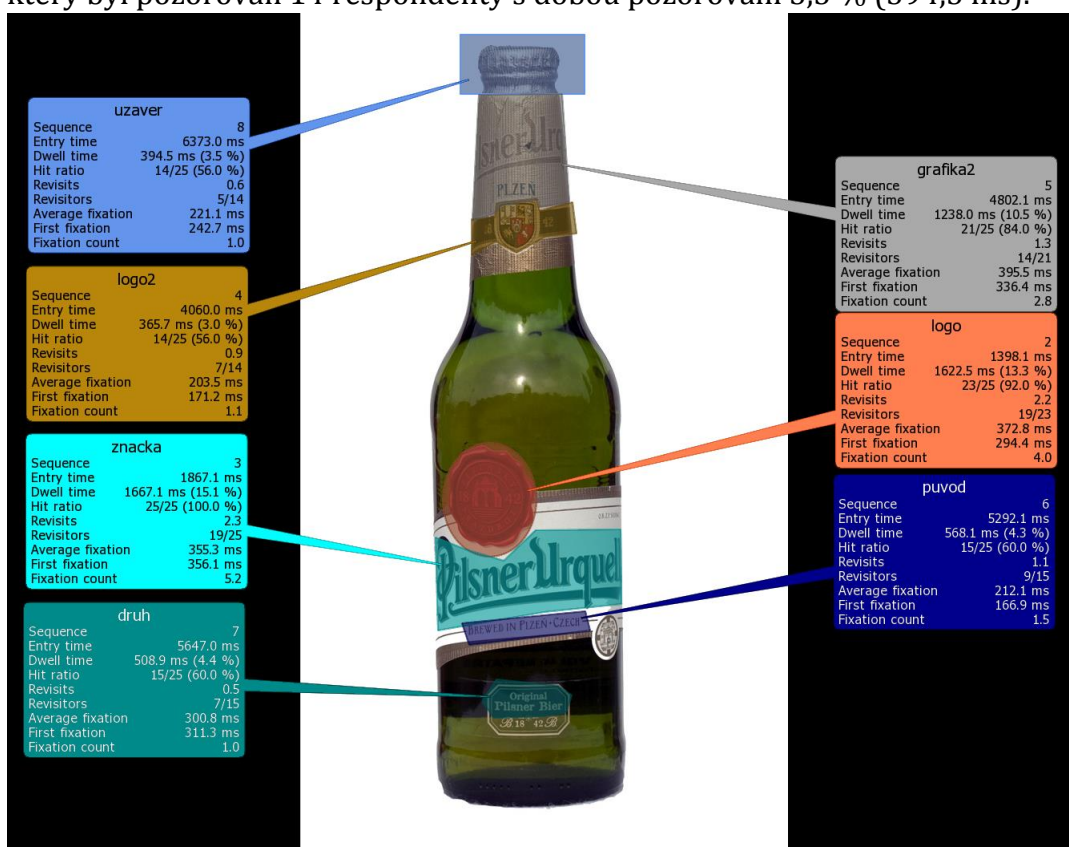 který byl pozorován 14 respondenty s dobou pozorování 3,5 % (394,5 ms).
uzaver
Sequence 8
Entry time 6373.0 ms
Dwell time 394.5 ms (3.5 %)
Hit ratio 14/25 (56.0 %)
Revisits 0.6
Revisitors 5/14
Average fixation 221.1 ms
First fixation 242.7 ms
Fixation count 1.0
logo2
Sequence 4
Entry time 4060.0 ms
Dwell time 365.7 ms (3.0 %)
Hit ratio 14/25 (56.0 %)
Revisits 0.9
Revisitors 7/14
Average fixation 203.5 ms
First fixation 171.2 ms
Fixation count 1.1
znacka
Sequence 3
Entry time 1867.1 ms
Dwell time 1667.1 ms (15.1 %)
Hit ratio 25/25 (100.0 %)
Revisits 2.3
Revisitors 19/25
Average fixation 355.3 ms
First fixation 356.1 ms
Fixation count 5.2
druh
Sequence 7
Entry time 5647.0 ms
Dwell time 508.9 ms (4.4 %)
Hit ratio 15/25 (60.0 %)
Revisits 0.5
Revisitors 7/15
Average fixation 300.8 ms
First fixation 311.3 ms
Fixation count 1.0
PLZEN
42
Pilsner Urquell
BREWED IN PLZEN·CZECH
Original
Pilsner Bier
B 18 42 B
grafika2
Sequence 5
Entry time 4802.1 ms
Dwell time 1238.0 ms (10.5 %)
Hit ratio 21/25 (84.0 %)
Revisits 1.3
Revisitors 14/21
Average fixation 395.5 ms
First fixation 336.4 ms
Fixation count 2.8
logo
Sequence 2
Entry time 1398.1 ms
Dwell time 1622.5 ms (13.3 %)
Hit ratio 23/25 (92.0 %)
Revisits 2.2
Revisitors 19/23
Average fixation 372.8 ms
First fixation 294.4 ms
Fixation count 4.0
puvod
Sequence 6
Entry time 5292.1 ms
Dwell time 568.1 ms (4.3 %)
Hit ratio 15/25 (60.0 %)
Revisits 1.1
Revisitors 9/15
Average fixation 212.1 ms
First fixation 166.9 ms
Fixation count 1.5